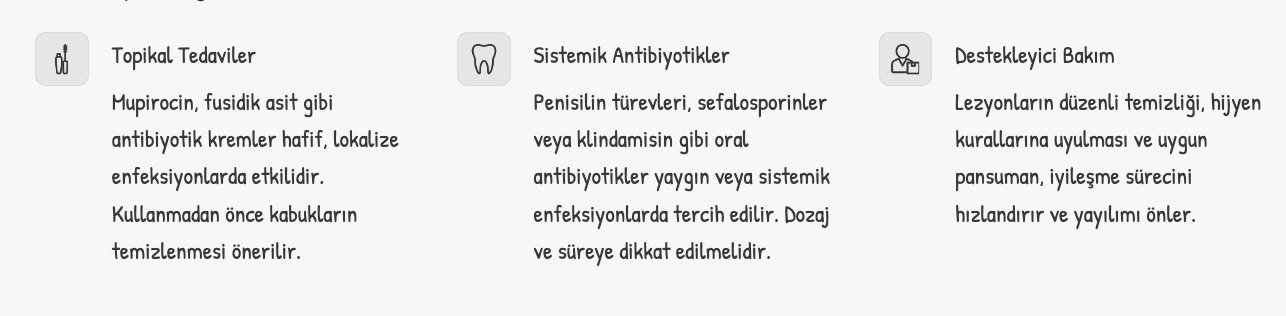 Topikal Tedaviler
Mupirocin, fusidik asit gibi
antibiyotik kremler hafif, lokalize
enfeksiyonlarda etkilidir.
Kullanmadan önce kabukların
temizlenmesi önerilir.
Sistemik Antibiyotikler
Penisilin türevleri, sefalosporinler
veya klindamisin gibi oral
antibiyotikler yaygın veya sistemik
enfeksiyonlarda tercih edilir. Dozaj
ve süreye dikkat edilmelidir.
Destekleyici Bakım
Lezyonların düzenli temizliği, hijyen
kurallarına uyulması ve uygun
pansuman, iyileşme sürecini
hızlandırır ve yayılımı önler.